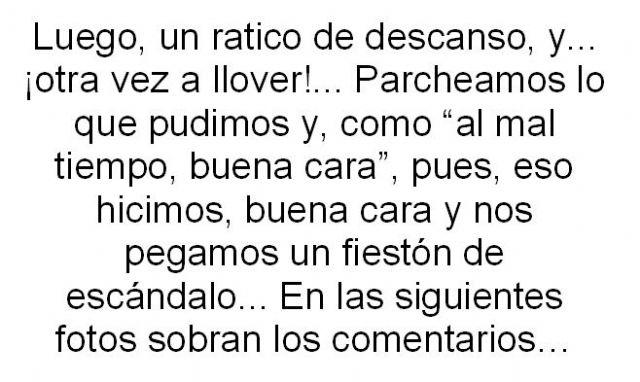 Luego, un ratico de descanso, y...
¡otra vez a llover!... Parcheamos lo
que pudimos y, como “al mal
tiempo, buena cara”, pues, eso
hicimos, buena cara y nos
pegamos un fiestón de
escándalo... En las siguientes
fotos sobran los comentarios...